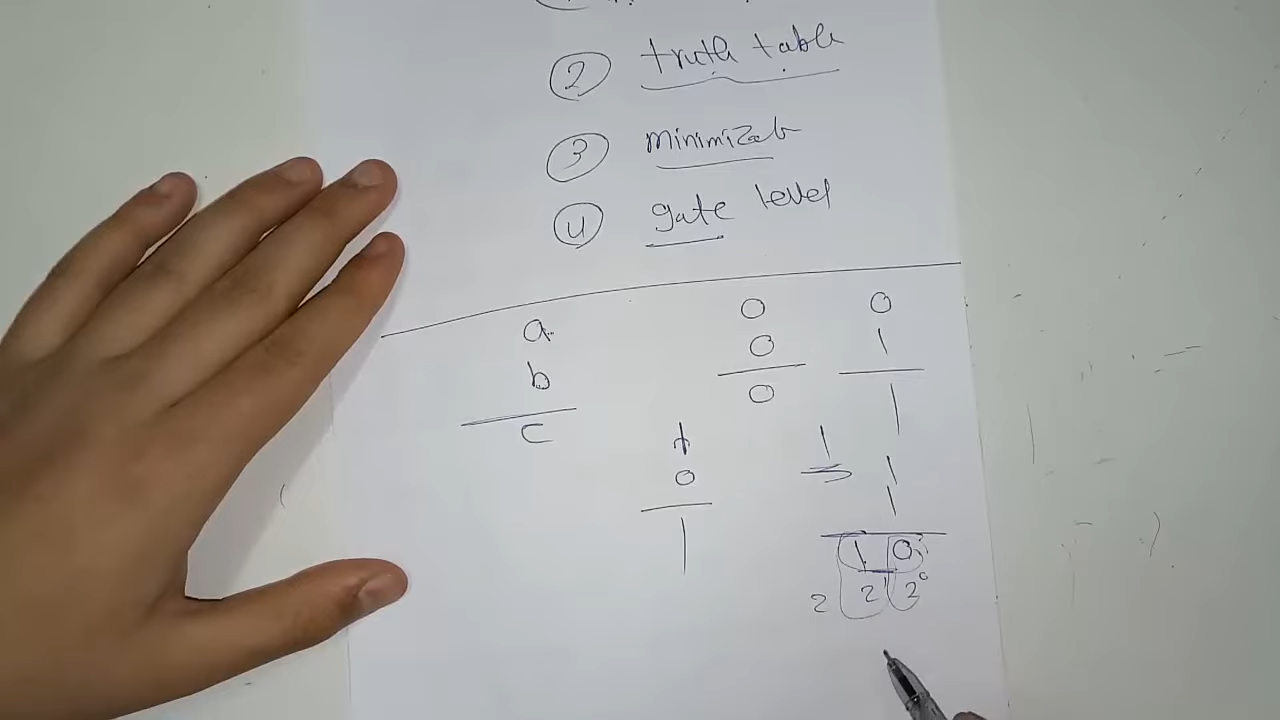 2 truth table
3 minimizat
4 gate level
a
b
c
0
0
0
0
1
1
1
0
1
1
1
1
1 0
2 2¹ 2⁰